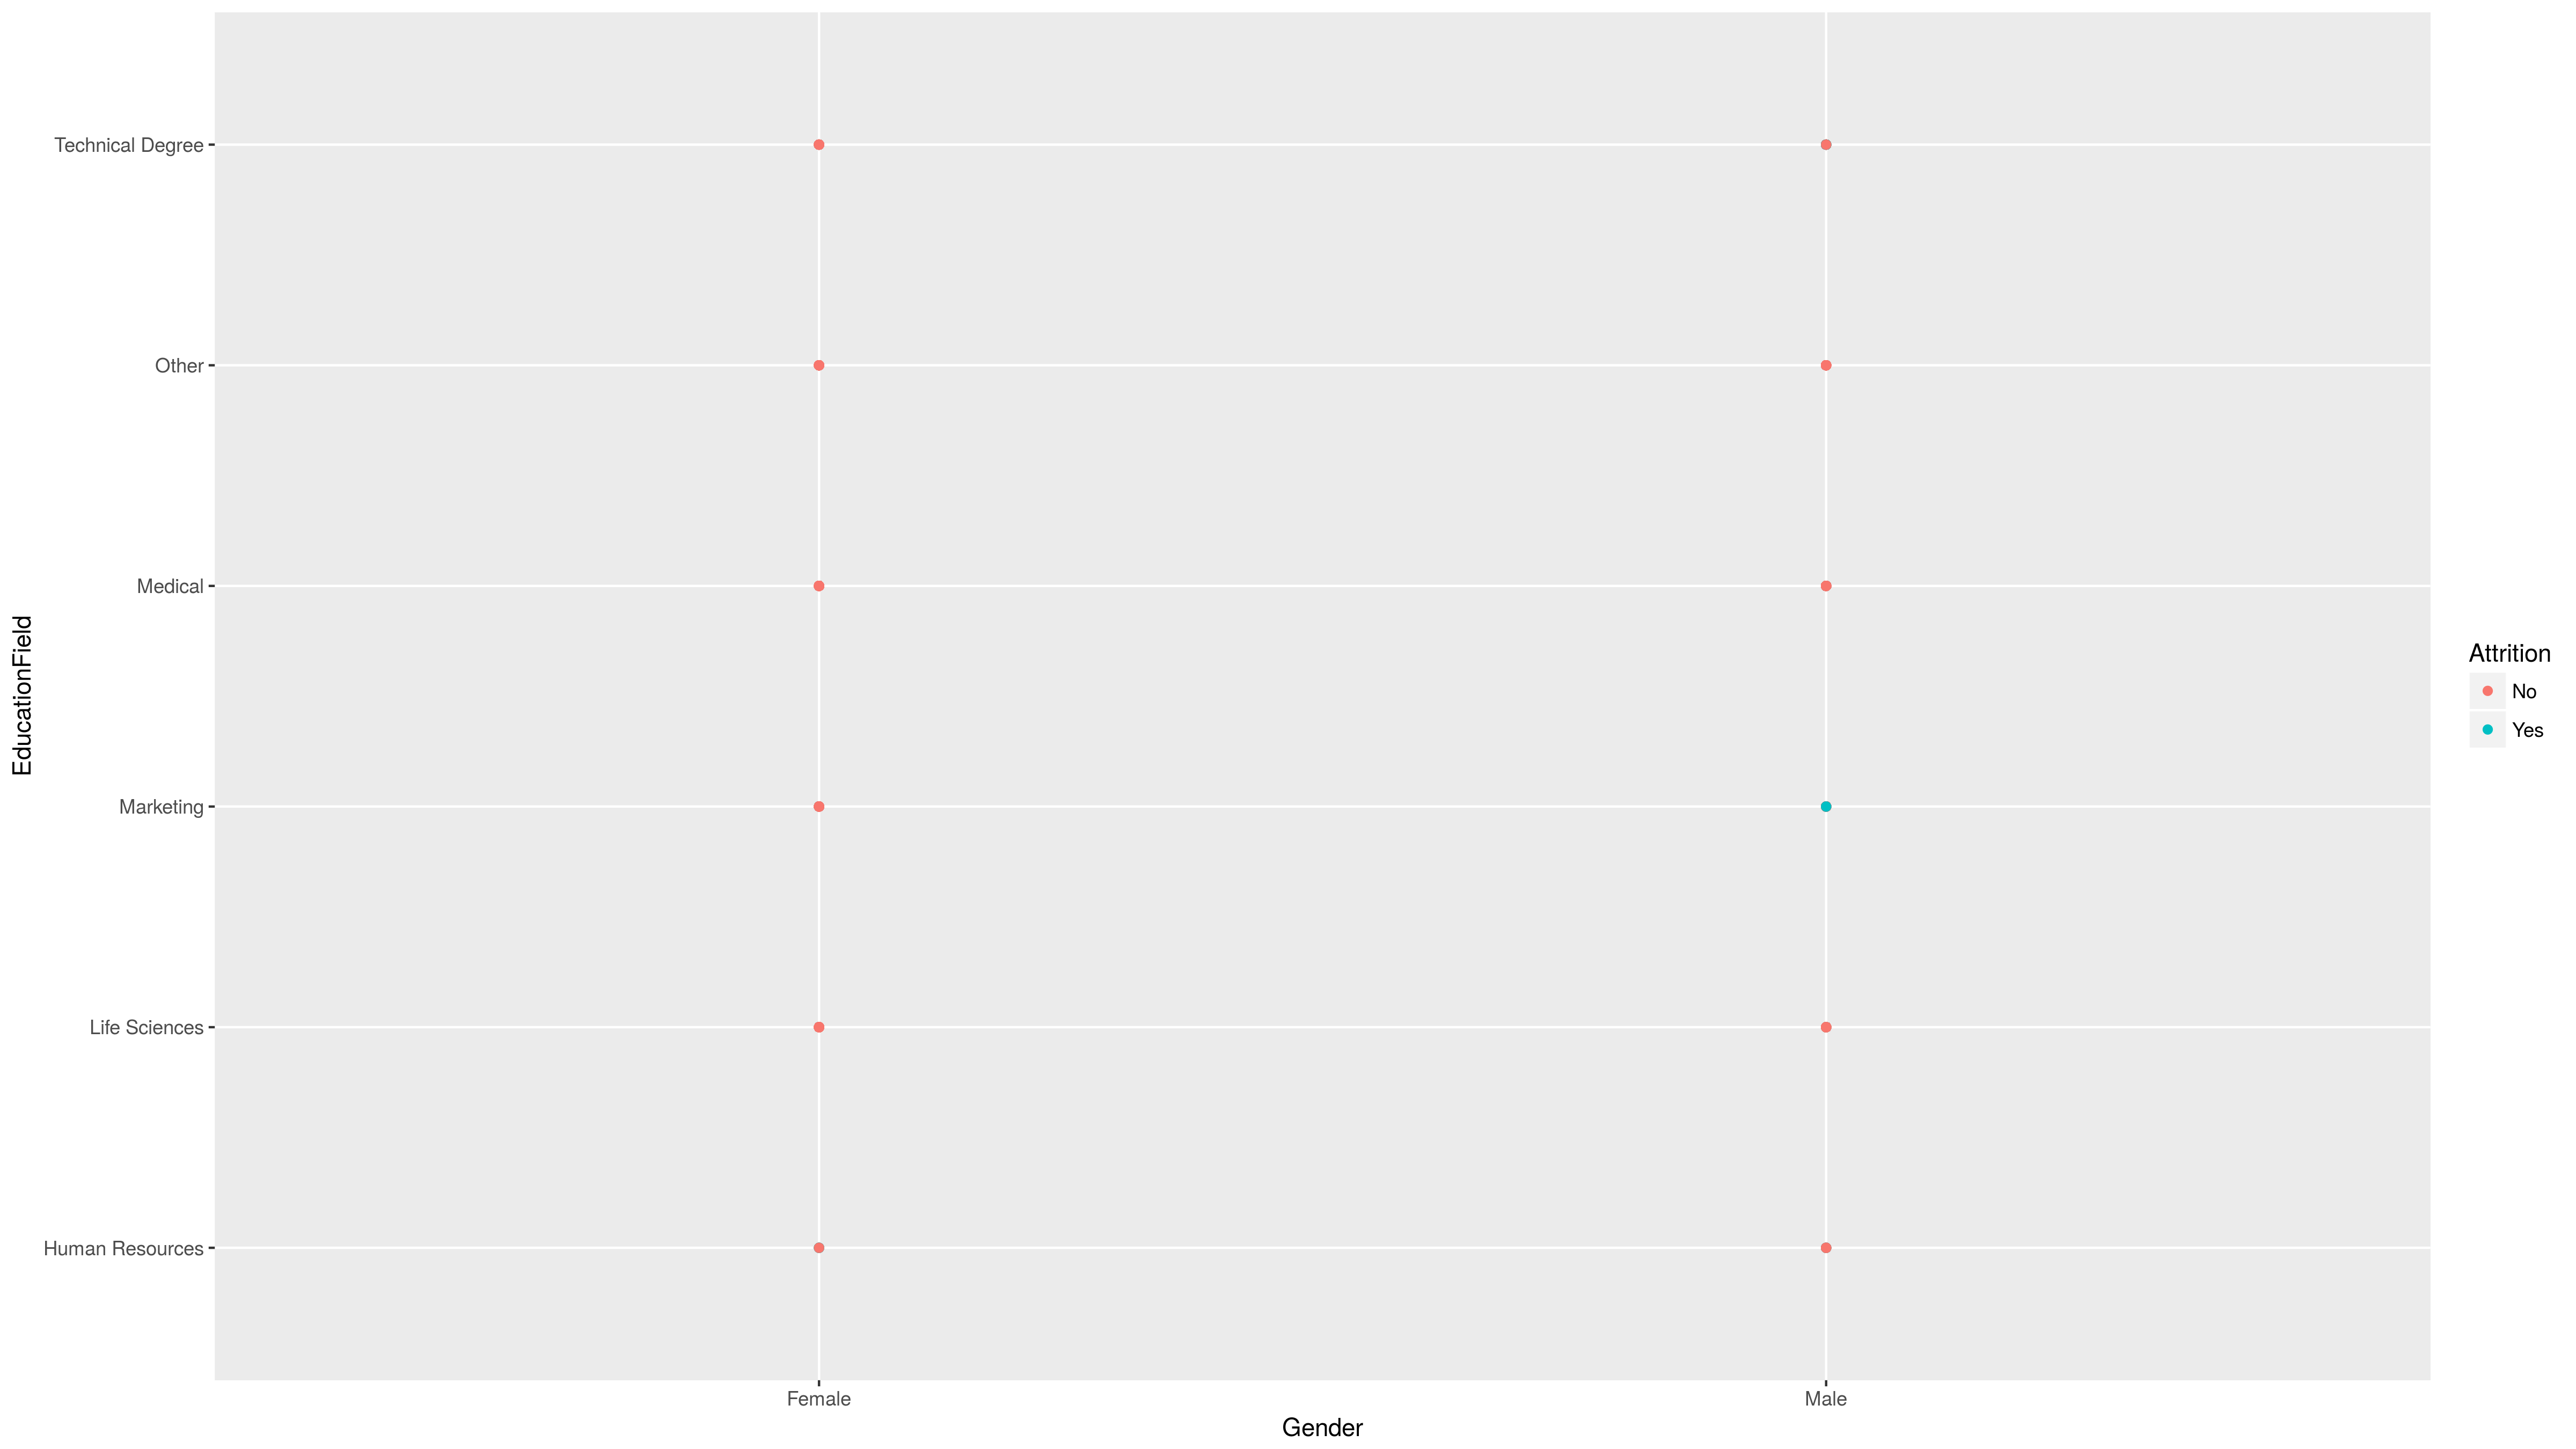 Technical Degree
Other
Medical
Marketing
Life Sciences
Human Resources
EducationField
Female
Male
Gender
Attrition
No
Yes